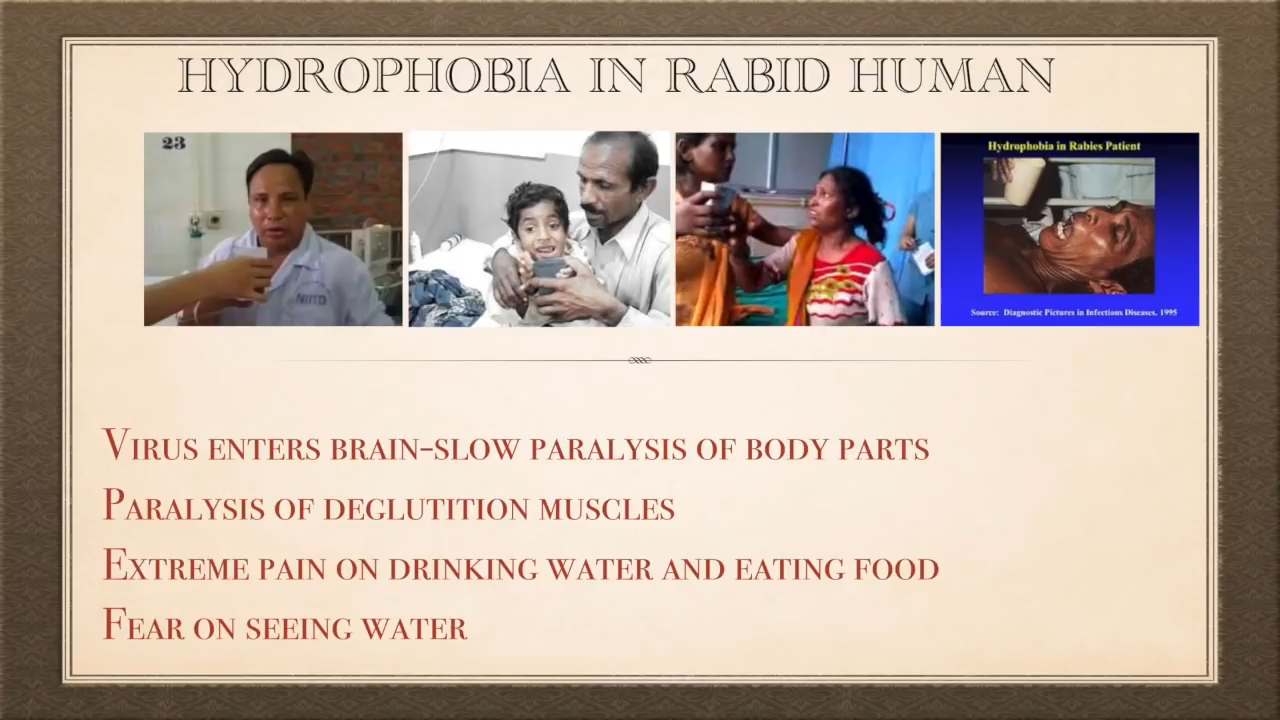 HYDROPHOBIA IN RABID HUMAN
23
NIITD
Hydrophobia in Rabies Patient
Source: Diagnostic Pictures in Infectious Diseases, 1995
VIRUS ENTERS BRAIN-SLOW PARALYSIS OF BODY PARTS
PARALYSIS OF DEGLUTITION MUSCLES
EXTREME PAIN ON DRINKING WATER AND EATING FOOD
FEAR ON SEEING WATER